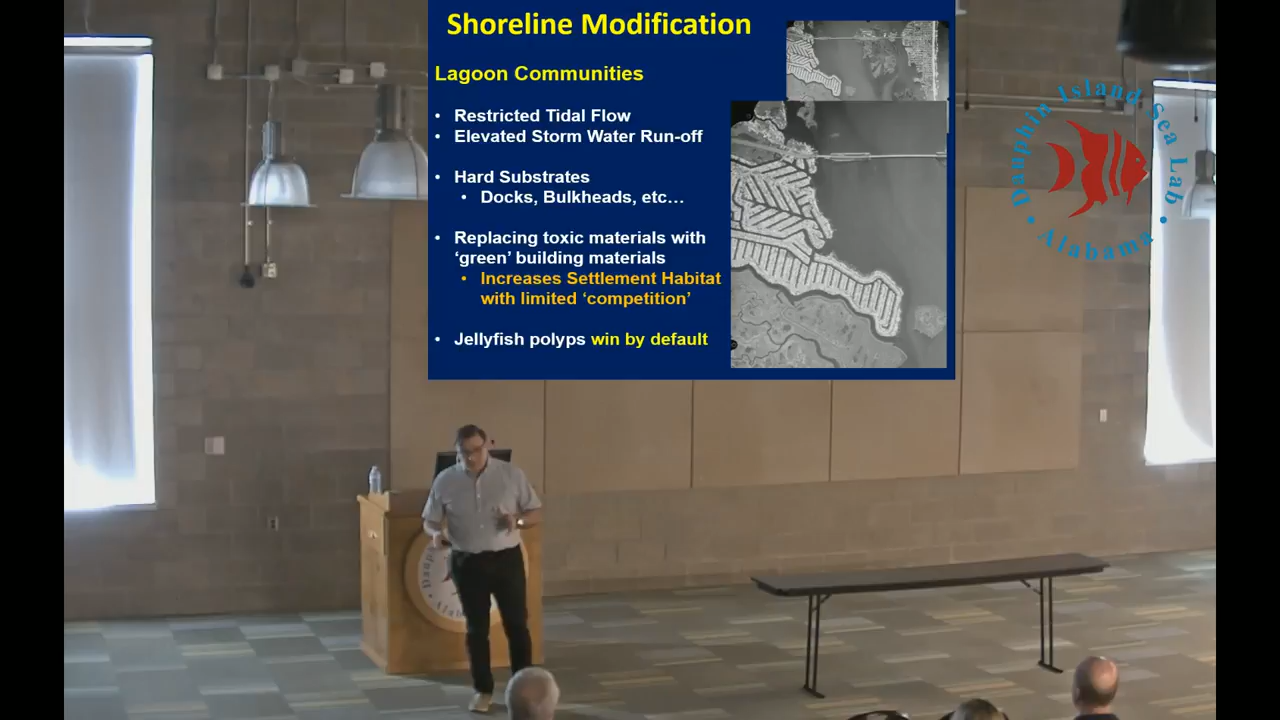 Shoreline Modification
Lagoon Communities
• Restricted Tidal Flow
• Elevated Storm Water Run-off
• Hard Substrates
• Docks, Bulkheads, etc…
• Replacing toxic materials with
‘green’ building materials
• Increases Settlement Habitat
with limited ‘competition’
• Jellyfish polyps win by default
Dauphin Island Sea Lab
• Alabama •